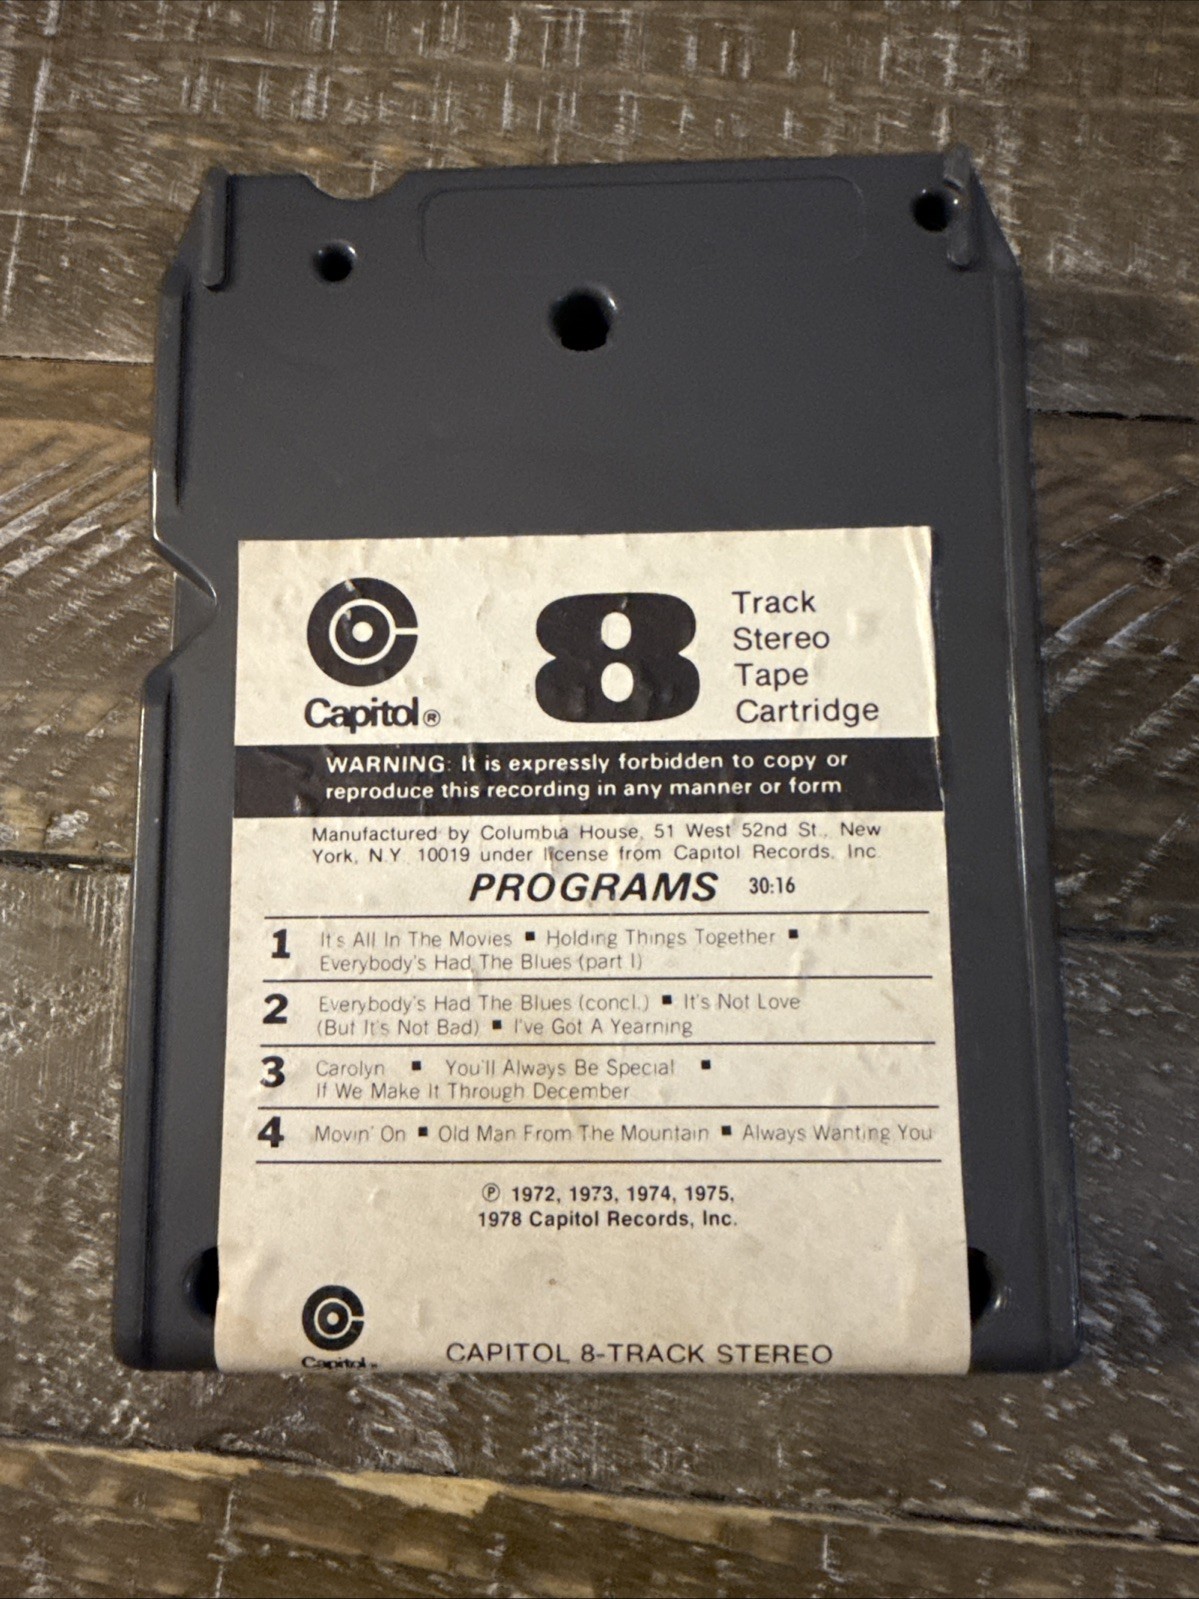 Capitol®
8
Track
Stereo
Tape
Cartridge
WARNING: It is expressly forbidden to copy or
reproduce this recording in any manner or form
Manufactured by Columbia House, 51 West 52nd St., New
York, N.Y. 10019 under license from Capitol Records, Inc.
PROGRAMS 30:16
1 It's All In The Movies ■ Holding Things Together ■
Everybody's Had The Blues (part I)
2 Everybody's Had The Blues (concl.) ■ It's Not Love
(But It's Not Bad) ■ I've Got A Yearning
3 Carolyn ■ You'll Always Be Special ■
If We Make It Through December
4 Movin' On ■ Old Man From The Mountain ■ Always Wanting You
℗ 1972, 1973, 1974, 1975,
1978 Capitol Records, Inc.
Capitol®
CAPITOL 8-TRACK STEREO